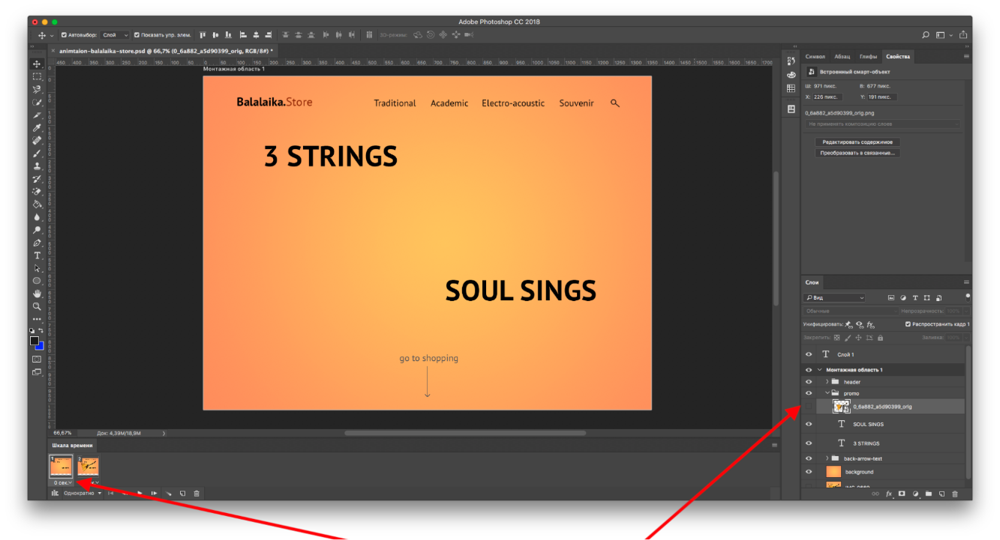 Adobe Photoshop CC 2018
Автовыбор: Слой Показать упр. элем. 3D-режим:
× animtaion-balalaika-store.psd @ 66,7% (0_6a882_a5d90399_orig, RGB/8#) *
450 400 350 300 250 200 150 100 50 0 50 100 150 200 250 300 350 400 450 500 550 600 650 700 750 800 850 900 950 1000 1050 1100 1150 1200 1250 1300 1350 1400 1450 1500 1550 1600 1650 1700
Монтажная область 1
Balalaika.Store Traditional Academic Electro-acoustic Souvenir
3 STRINGS
SOUL SINGS
go to shopping
66,67% Док: 4,39M/18,9M
Шкала времени
1 2
0 сек.
Однократно
Символ Абзац Глифы Свойства
Встроенный смарт-объект
Ш: 971 пикс. В: 677 пикс.
X: 226 пикс. Y: 191 пикс.
0_6a882_a5d90399_orig.png
Не применять композицию слоев
Редактировать содержимое
Преобразовать в связанные...
Слои
Вид
Обычные Непрозрачность: 100%
Унифицировать: Распространить кадр 1
Закрепить: Заливка: 100%
T Слой 1
Монтажная область 1
header
promo
0_6a882_a5d90399_orig
T SOUL SINGS
T 3 STRINGS
back-arrow-text
background